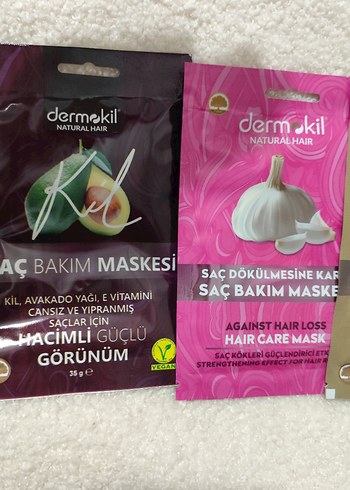 dermokil
NATURAL HAIR
Kil
AÇ BAKIM MASKESİ
KİL, AVAKADO YAĞI, E VİTAMİNİ
CANSIZ VE YIPRANMIŞ
SAÇLAR İÇİN
HACİMLİ GÜÇLÜ
GÖRÜNÜM
35 g e
VEGAN
dermokil
NATURAL HAIR
SAÇ DÖKÜLMESİNE KAR
SAÇ BAKIM MASKE
AGAINST HAIR LOSS
HAIR CARE MASK
SAÇ KÖKLERİ GÜÇLENDİRİCİ ETK
STRENGTHENING EFFECT FOR HAIR R